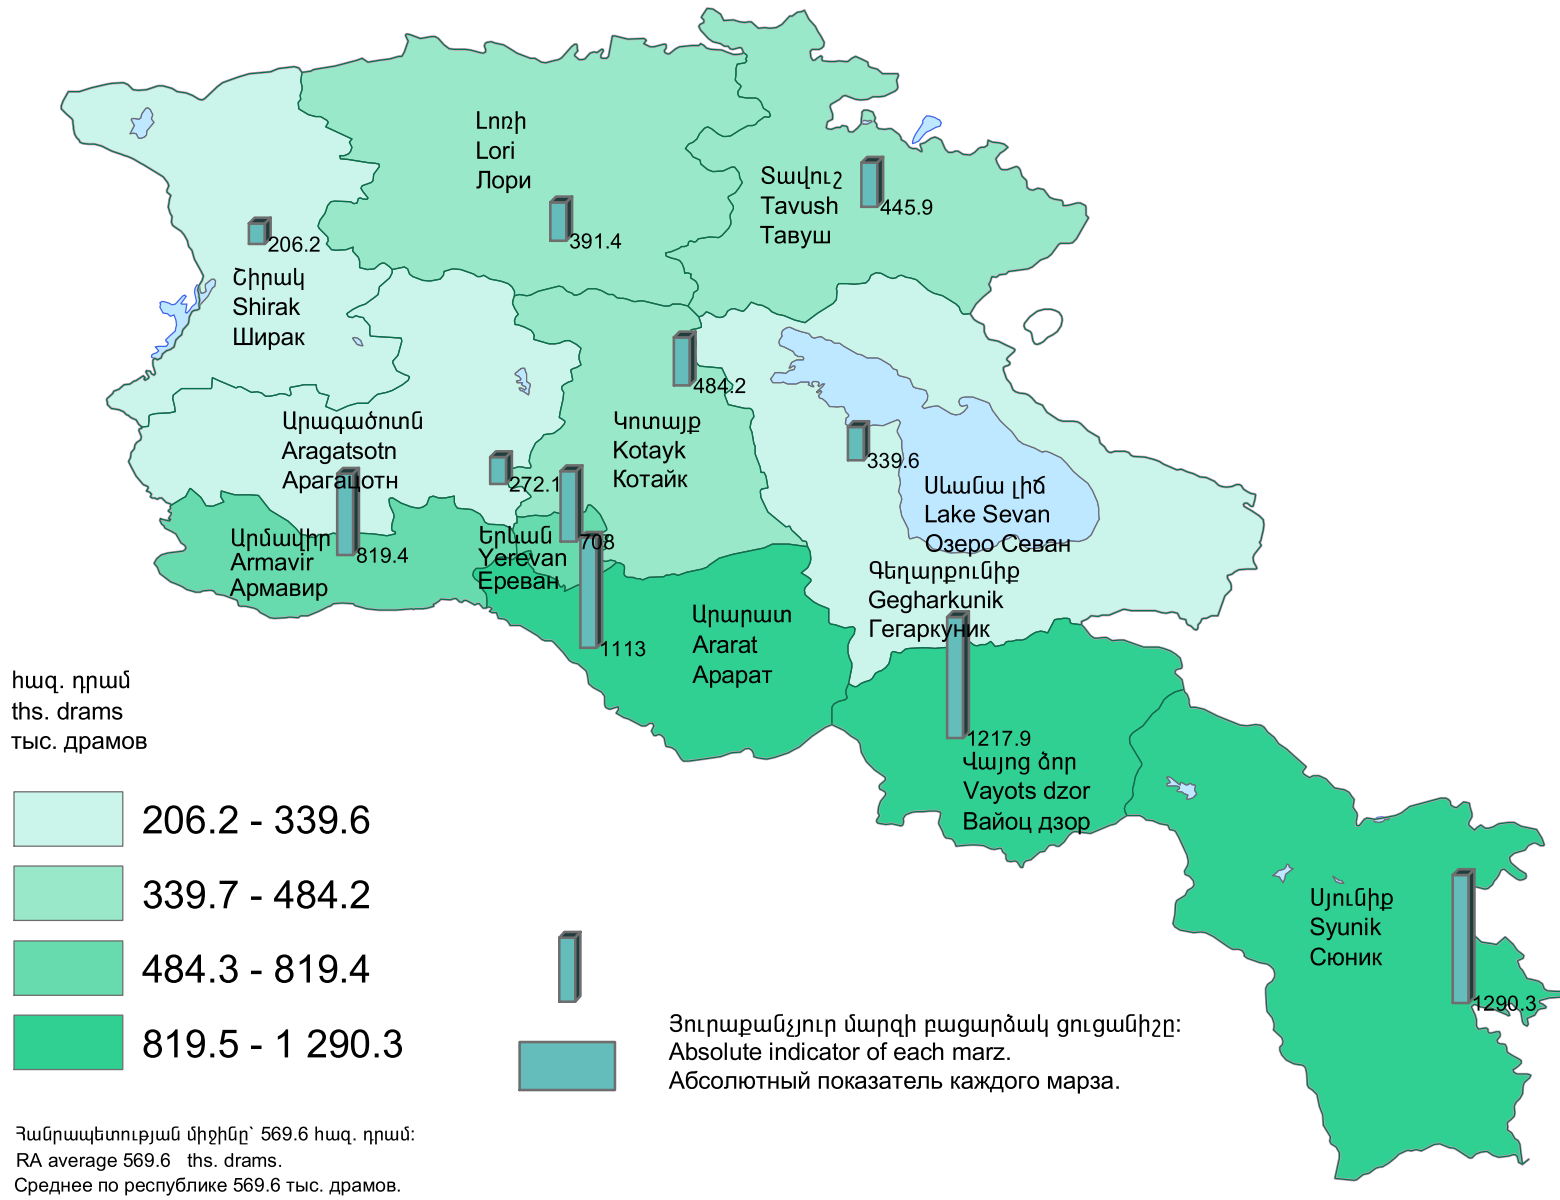 Լոռի
Lori
Лори
391.4
Տավուշ
Tavush
Тавуш
445.9
206.2
Շիրակ
Shirak
Ширак
484.2
Արագածոտն
Aragatsotn
Арагацотн
272.1
Կոտայք
Kotayk
Котайк
339.6
Սևանա լիճ
Lake Sevan
Озеро Севан
Արմավիր
Armavir
Армавир
819.4
Երևան
Yerevan
Ереван
708
Գեղարքունիք
Gegharkunik
Гегаркуник
Արարատ
Ararat
Арарат
1113
1217.9
Վայոց ձոր
Vayots dzor
Вайоц дзор
Սյունիք
Syunik
Сюник
1290.3
հազ. դրամ
ths. drams
тыс. драмов
206.2 - 339.6
339.7 - 484.2
484.3 - 819.4
819.5 - 1 290.3
Յուրաքանչյուր մարզի բացարձակ ցուցանիշը:
Absolute indicator of each marz.
Абсолютный показатель каждого марза.
Հանրապետության միջինը` 569.6 հազ. դրամ:
RA average 569.6 ths. drams.
Среднее по республике 569.6 тыс. драмов.